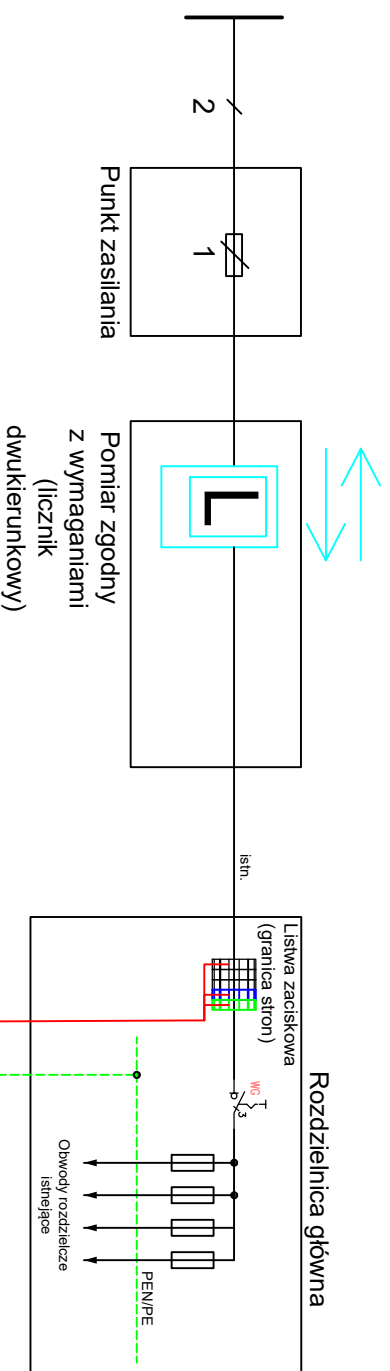 2
1
Punkt zasilania
L
Pomiar zgodny
z wymaganiami
(licznik
dwukierunkowy)
istn.
Rozdzielnica główna
Listwa zaciskowa
(granica stron)
WG
3
Obwody rozdzielcze
istniejące
PEN/PE